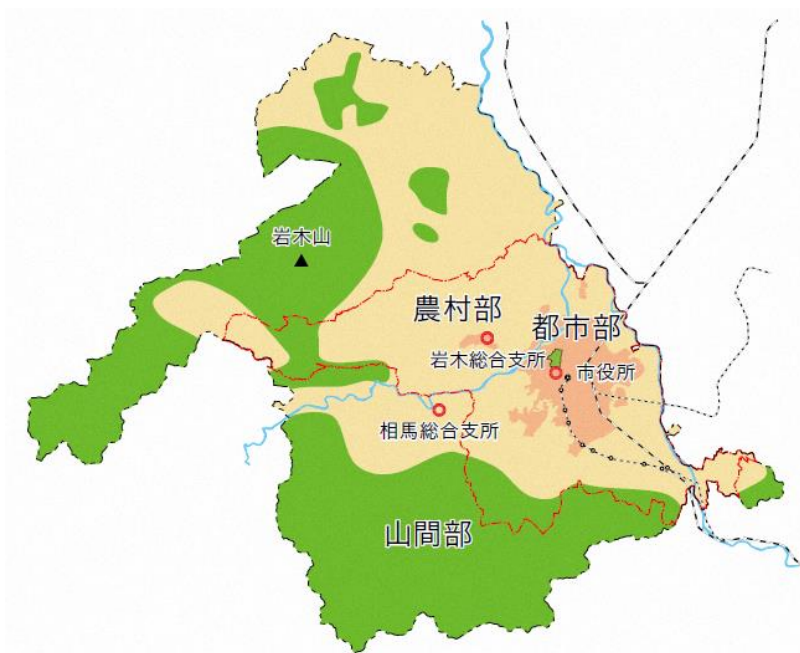 岩木山
農村部
都市部
岩木総合支所
市役所
相馬総合支所
山間部